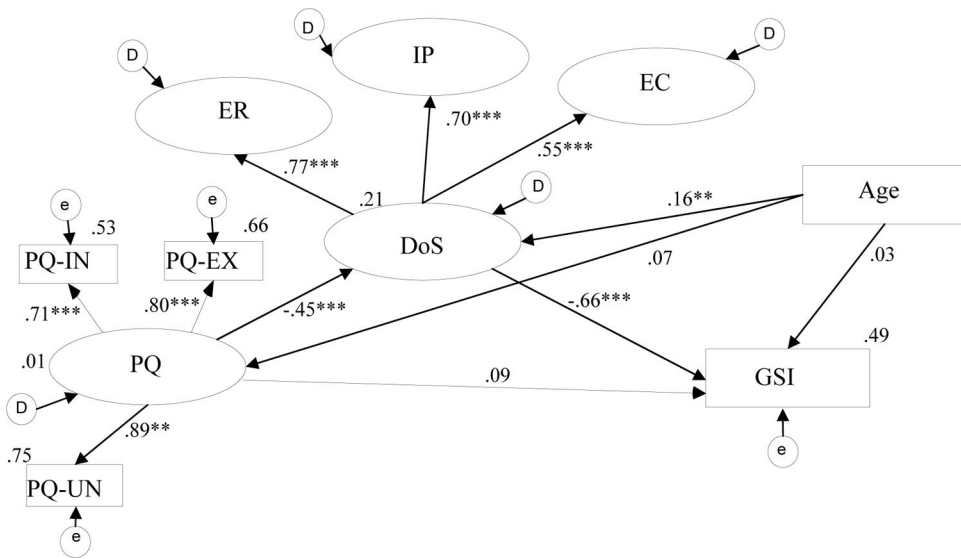 D
D
IP
D
EC
ER
.70***
.55***
.77***
e
e
.21
D
Age
.16**
.53
.66
DoS
PQ-IN
PQ-EX
.07
.03
.71***
.80***
-.45***
-.66***
.01
PQ
.49
.09
GSI
D
.89**
e
.75
PQ-UN
e